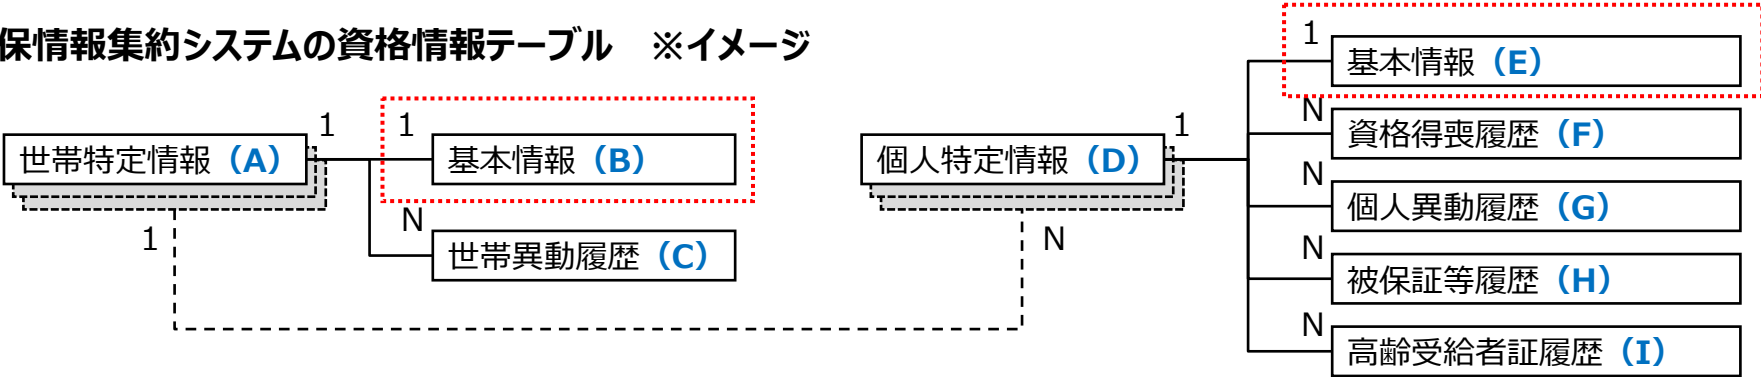 保情報集約システムの資格情報テーブル ※イメージ
世帯特定情報（A）
1
1
基本情報（B）
N
世帯異動履歴（C）
1
N
個人特定情報（D）
1
1
基本情報（E）
N
資格得喪履歴（F）
N
個人異動履歴（G）
N
被保証等履歴（H）
N
高齢受給者証履歴（I）